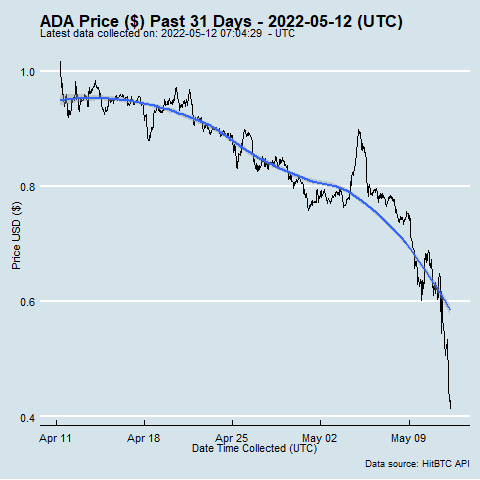 ADA Price ($) Past 31 Days - 2022-05-12 (UTC)
Latest data collected on: 2022-05-12 07:04:29  - UTC
1.0
0.8
0.6
0.4
Price USD ($)
Apr 11 Apr 18 Apr 25 May 02 May 09
Date Time Collected (UTC)
Data source: HitBTC API